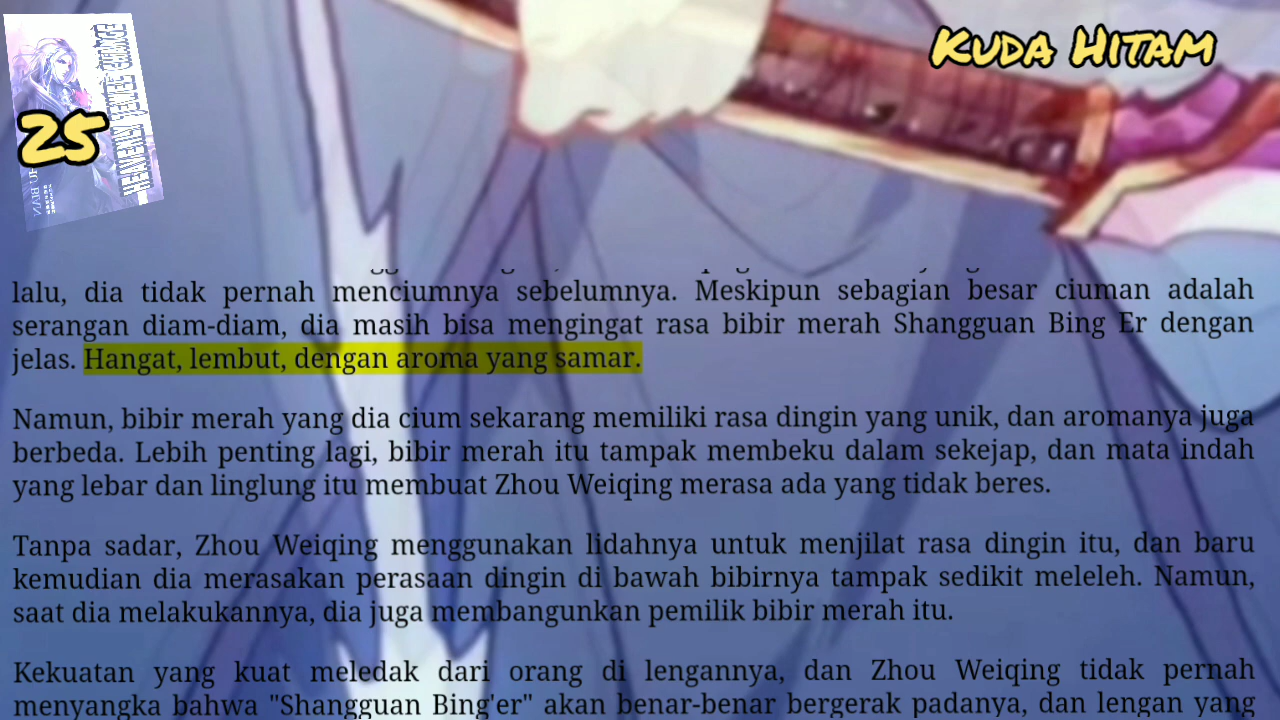 Kuda Hitam
HEAVENLY JEWEL CHANGE
25
lalu, dia tidak pernah menciumnya sebelumnya. Meskipun sebagian besar ciuman adalah
serangan diam-diam, dia masih bisa mengingat rasa bibir merah Shangguan Bing Er dengan
jelas. Hangat, lembut, dengan aroma yang samar.
Namun, bibir merah yang dia cium sekarang memiliki rasa dingin yang unik, dan aromanya juga
berbeda. Lebih penting lagi, bibir merah itu tampak membeku dalam sekejap, dan mata indah
yang lebar dan linglung itu membuat Zhou Weiqing merasa ada yang tidak beres.
Tanpa sadar, Zhou Weiqing menggunakan lidahnya untuk menjilat rasa dingin itu, dan baru
kemudian dia merasakan perasaan dingin di bawah bibirnya tampak sedikit meleleh. Namun,
saat dia melakukannya, dia juga membangunkan pemilik bibir merah itu.
Kekuatan yang kuat meledak dari orang di lengannya, dan Zhou Weiqing tidak pernah
menyangka bahwa "Shangguan Bing'er" akan benar-benar bergerak padanya, dan lengan yang